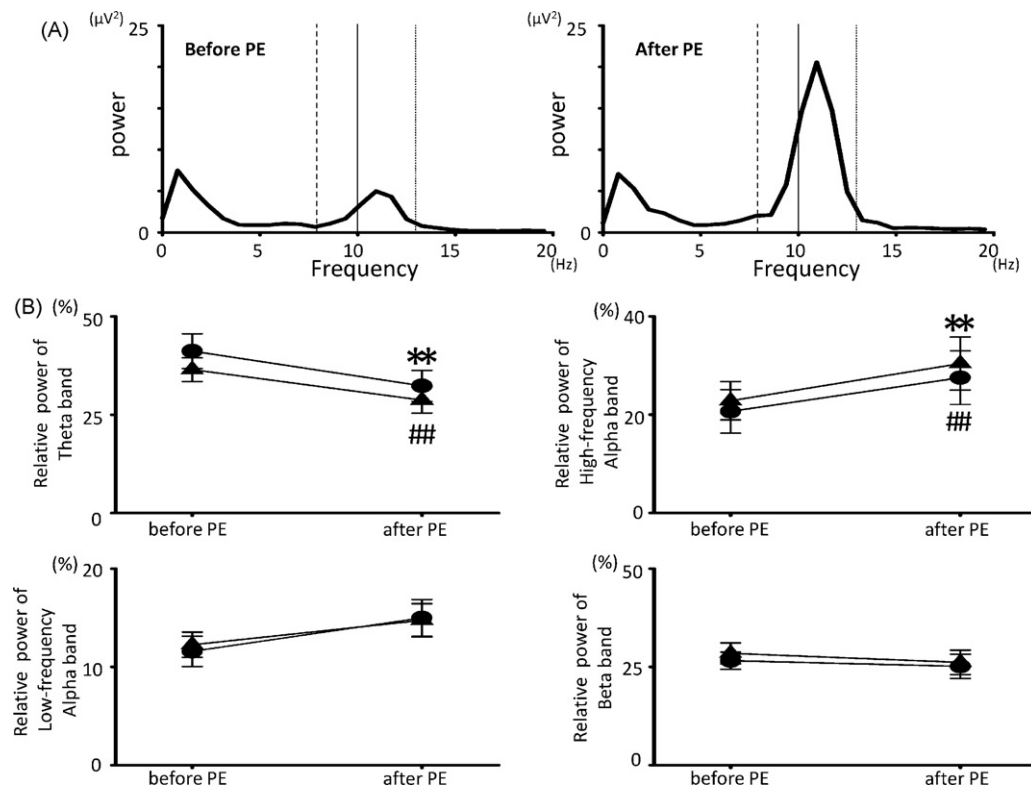 (A)
(μV²)
25
Before PE
power
0
0
5
10
15
20
Frequency
(Hz)
(μV²)
25
After PE
power
0
0
5
10
15
20
Frequency
(Hz)
(B)
(%)
50
25
0
Relative power of
Theta band
**
##
before PE
after PE
(%)
40
20
0
Relative power of
High-frequency
Alpha band
**
##
before PE
after PE
(%)
20
10
0
Relative power of
Low-frequency
Alpha band
before PE
after PE
(%)
50
25
0
Relative power of
Beta band
before PE
after PE